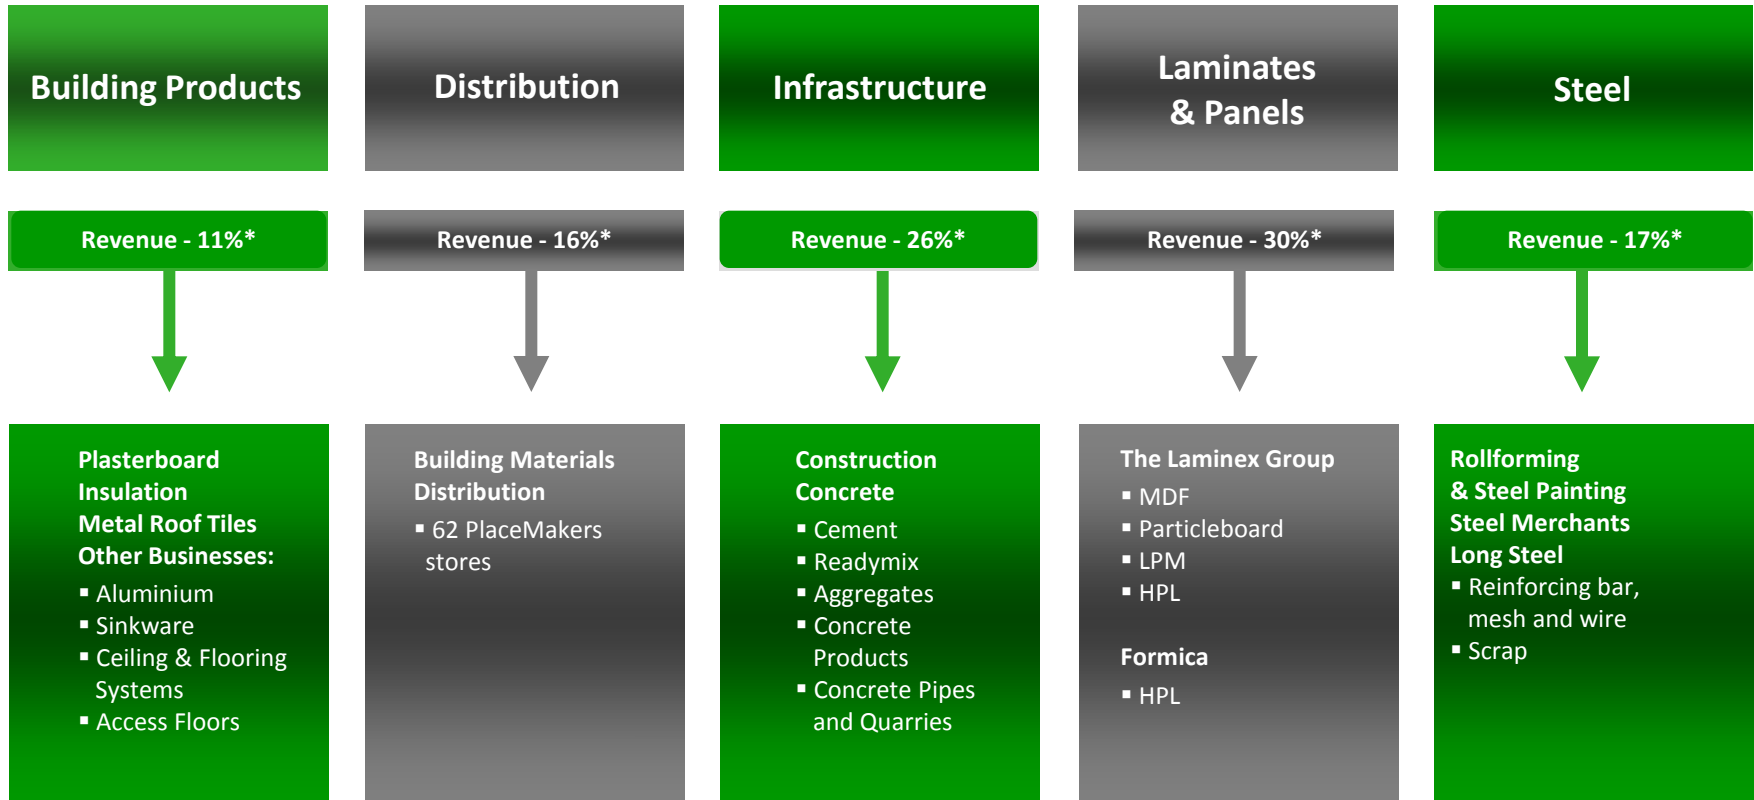 Building Products
Revenue - 11%*
Plasterboard
Insulation
Metal Roof Tiles
Other Businesses:
▪ Aluminium
▪ Sinkware
▪ Ceiling & Flooring
Systems
▪ Access Floors
Distribution
Revenue - 16%*
Building Materials
Distribution
▪ 62 PlaceMakers
stores
Infrastructure
Revenue - 26%*
Construction
Concrete
▪ Cement
▪ Readymix
▪ Aggregates
▪ Concrete
Products
▪ Concrete Pipes
and Quarries
Laminates
& Panels
Revenue - 30%*
The Laminex Group
▪ MDF
▪ Particleboard
▪ LPM
▪ HPL
Formica
▪ HPL
Steel
Revenue - 17%*
Rollforming
& Steel Painting
Steel Merchants
Long Steel
▪ Reinforcing bar,
mesh and wire
▪ Scrap